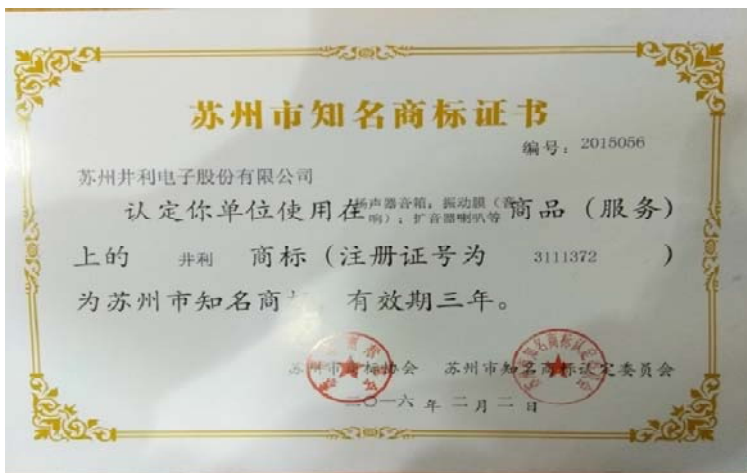 苏州市知名商标证书
编号：2015056
苏州井利电子股份有限公司
认定你单位使用在扬声器音箱；振动膜（音响）；扩音器喇叭等商品（服务）
上的 井利 商标（注册证号为 3111372 ）
为苏州市知名商 有效期三年。
苏州市商标协会 苏州市知名商标认定委员会
二〇一六年二月二日